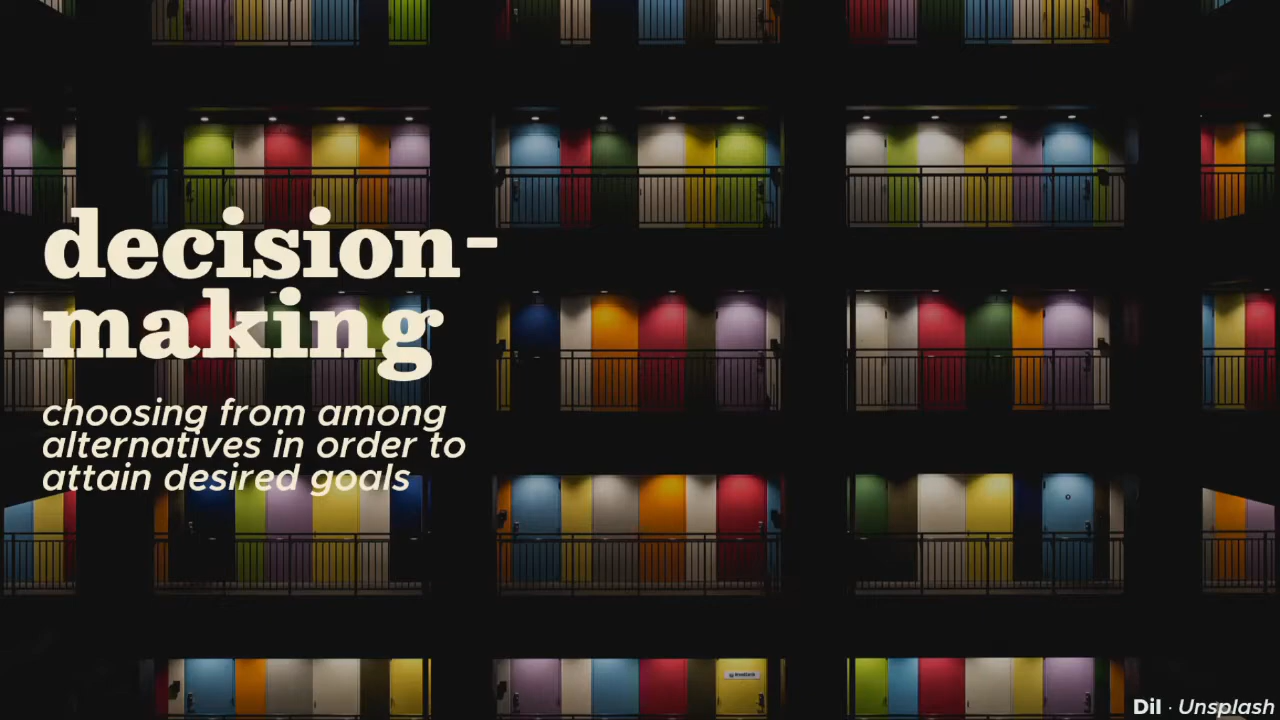 decision-
making
choosing from among
alternatives in order to
attain desired goals
Dil · Unsplash